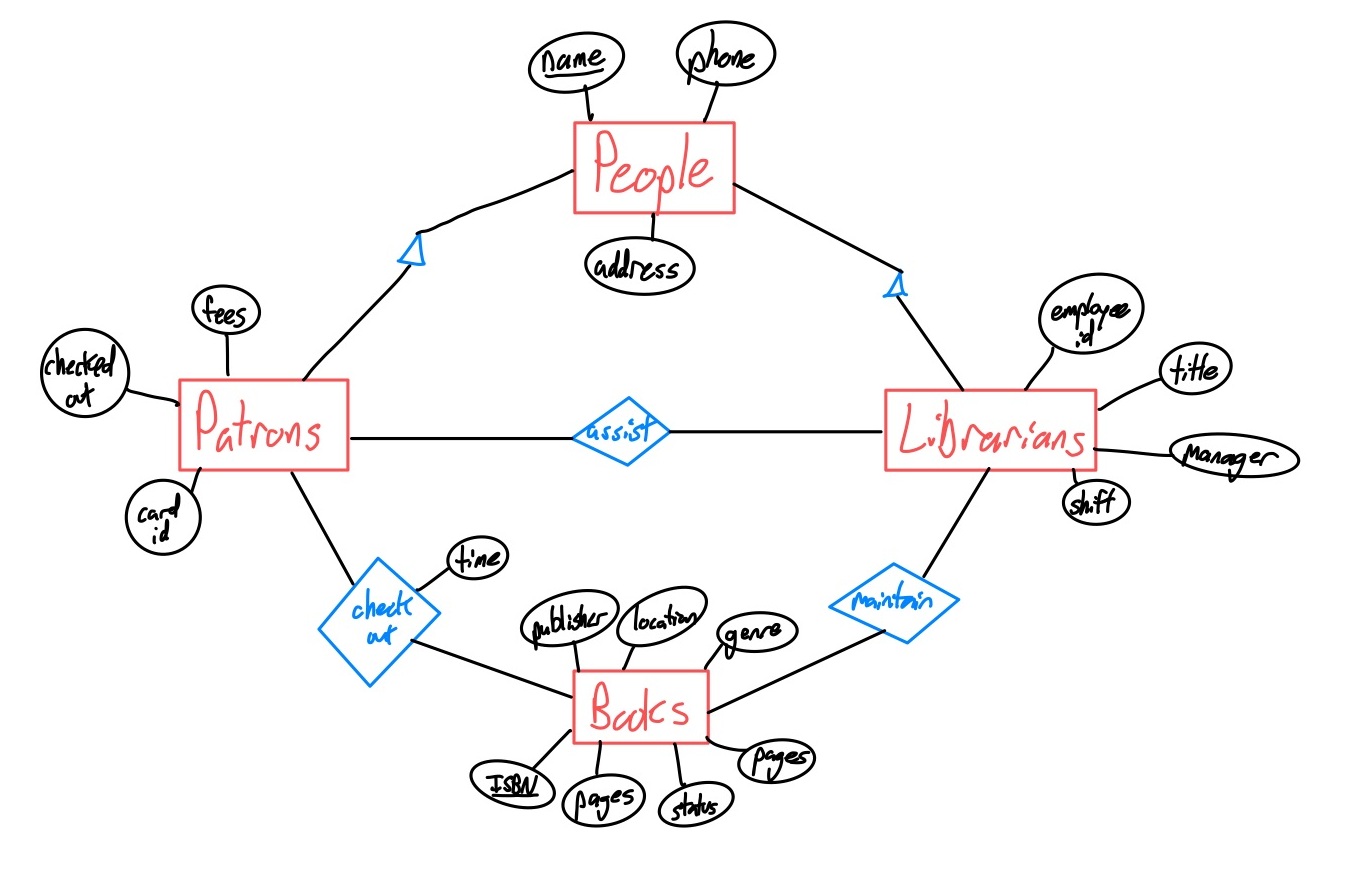 name
phone
People
address
fees
checked
out
Patrons
card
id
assist
employee
id
title
Librarians
Manager
shift
check
out
time
maintain
publisher
location
genre
Books
ISBN
pages
status
pages